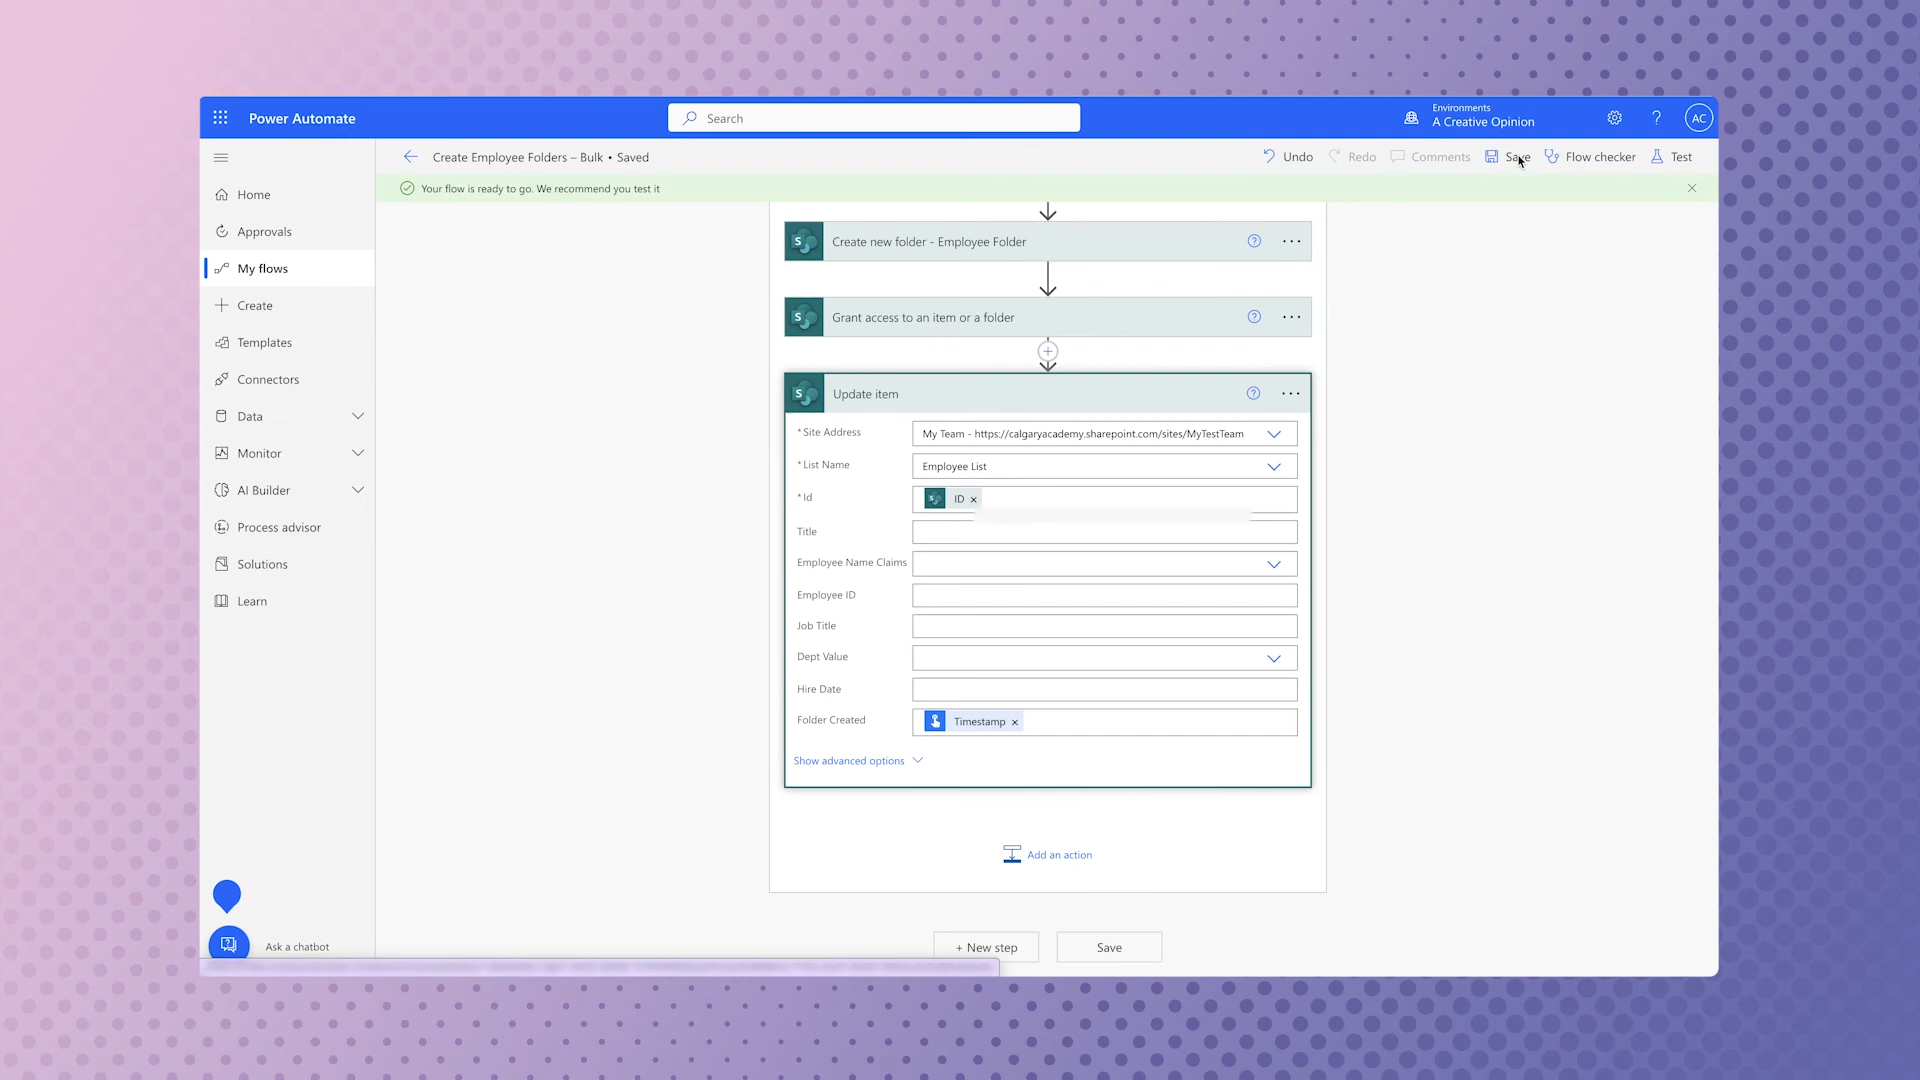 Power Automate
Search
Environments
A Creative Opinion
AC
Create Employee Folders – Bulk • Saved
Undo
Redo
Comments
Save
Flow checker
Test
Your flow is ready to go. We recommend you test it
Home
Approvals
My flows
Create
Templates
Connectors
Data
Monitor
AI Builder
Process advisor
Solutions
Learn
Ask a chatbot
Create new folder - Employee Folder
Grant access to an item or a folder
Update item
* Site Address
My Team - https://calgaryacademy.sharepoint.com/sites/MyTestTeam
* List Name
Employee List
* Id
ID ×
Title
Employee Name Claims
Employee ID
Job Title
Dept Value
Hire Date
Folder Created
Timestamp ×
Show advanced options
Add an action
+ New step
Save